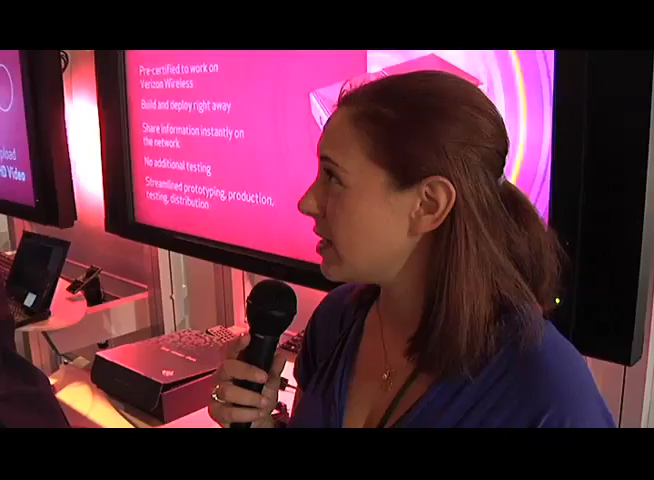 Pre-certified to work on
Verizon Wireless
Build and deploy right away
Share information instantly on
the network
No additional testing
Streamlined prototyping, production,
testing, distribution
HD Video